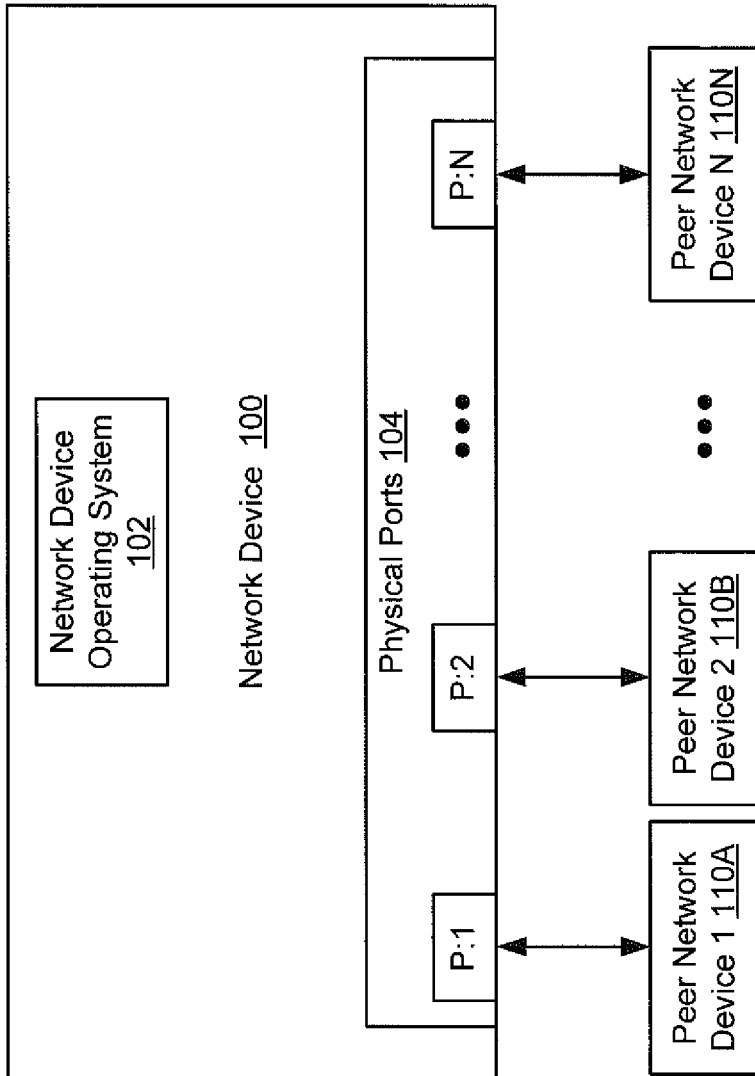 Network Device
Operating System
102
Network Device 100
Physical Ports 104
P:1
P:2
P:N
Peer Network
Device 1 110A
Peer Network
Device 2 110B
Peer Network
Device N 110N